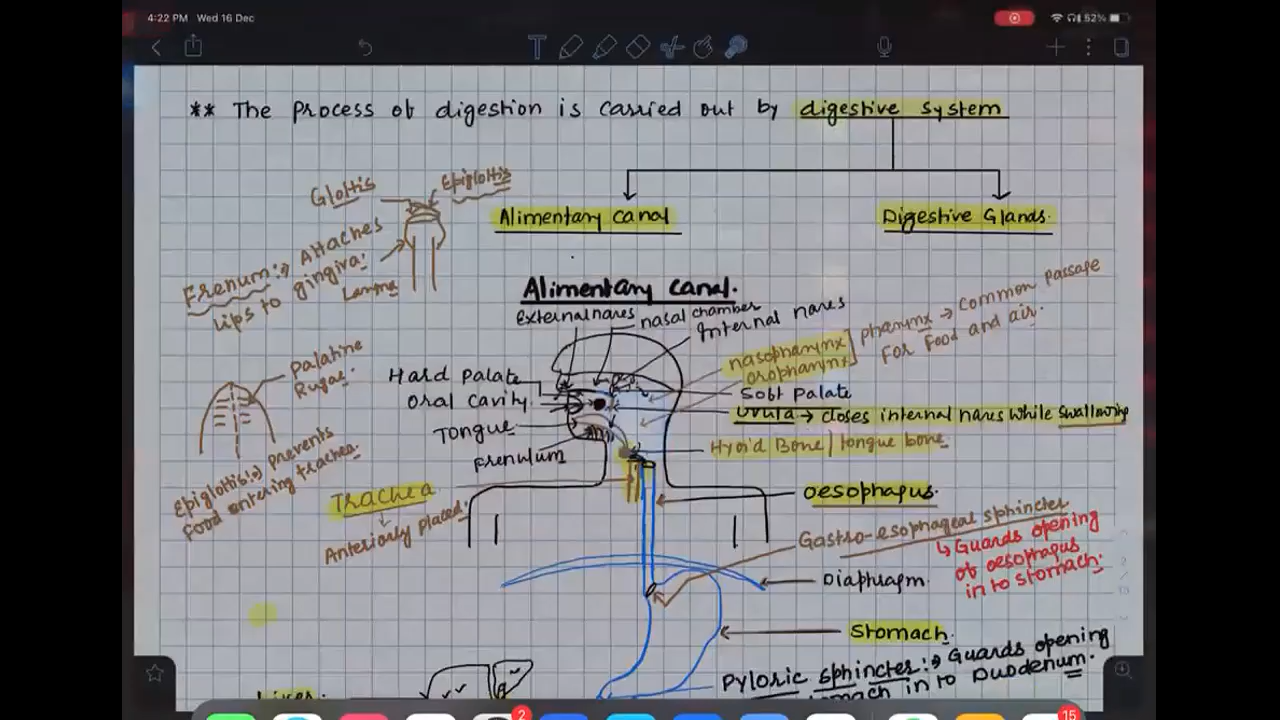 4:22 PM Wed 16 Dec
52%
** The process of digestion is carried out by digestive system
Alimentary canal
Digestive Glands.
Glottis
Epiglottis
Frenum:⇒ Attaches
lips to gingiva:
Larynx
Alimentary canal.
External nares
nasal chamber
Internal nares
nasopharynx
oropharynx
pharynx → Common passage
For Food and air.
Hard Palate
Soft Palate
Oral cavity
Uvula → closes internal nares while swallowing
Tongue
Hyoid Bone / tongue bone
Frenulum
Palatine
Rugae.
Epiglottis:⇒ prevents
food entering trachea.
Trachea
Anteriorly placed.
Oesophagus.
Gastro-esophageal sphincter
↳ Guards opening
of oesophagus
in to stomach.
Diaphragm.
Stomach.
Pyloric sphincter:⇒ Guards opening
stomach in to Duodenum.
Liver.
2
15